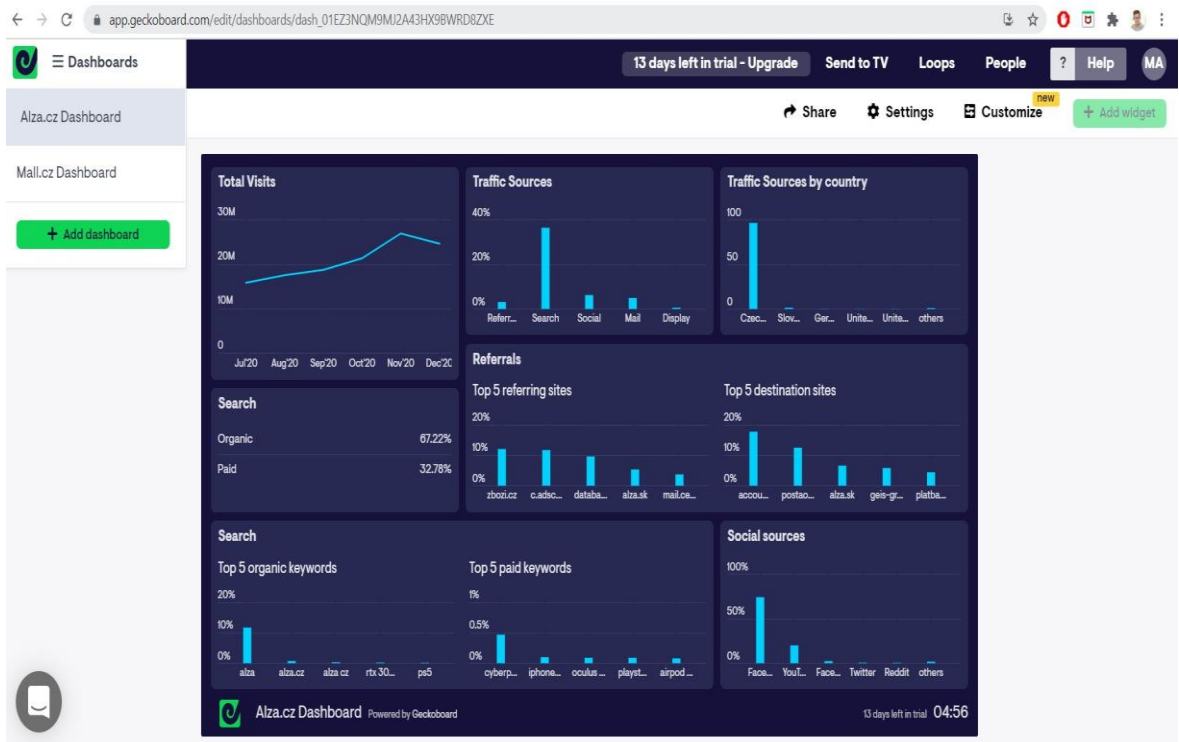 app.geckoboard.com/edit/dashboards/dash_01EZ3NQM9MJ2A43HX9BWRD8ZXE
Dashboards
13 days left in trial - Upgrade Send to TV Loops People ? Help MA
Alza.cz Dashboard
Mall.cz Dashboard
+ Add dashboard
Share Settings Customize new + Add widget
Total Visits
30M
20M
10M
0
Jul'20 Aug'20 Sep'20 Oct'20 Nov'20 Dec'20
Traffic Sources
40%
20%
0%
Referr... Search Social Mail Display
Traffic Sources by country
100
50
0
Czec... Slov... Ger... Unite... Unite... others
Search
Organic 67.22%
Paid 32.78%
Referrals
Top 5 referring sites
20%
10%
0%
zbozi.cz c.adsc... databa... alza.sk mail.ce...
Top 5 destination sites
20%
10%
0%
accou... postao... alza.sk geis-gr... platba...
Search
Top 5 organic keywords
20%
10%
0%
alza alza.cz alza cz rtx 30... ps5
Top 5 paid keywords
1%
0.5%
0%
cyberp... iphone... oculus ... playst... airpod ...
Social sources
100%
50%
0%
Face... YouT... Face... Twitter Reddit others
Alza.cz Dashboard Powered by Geckoboard
13 days left in trial 04:56